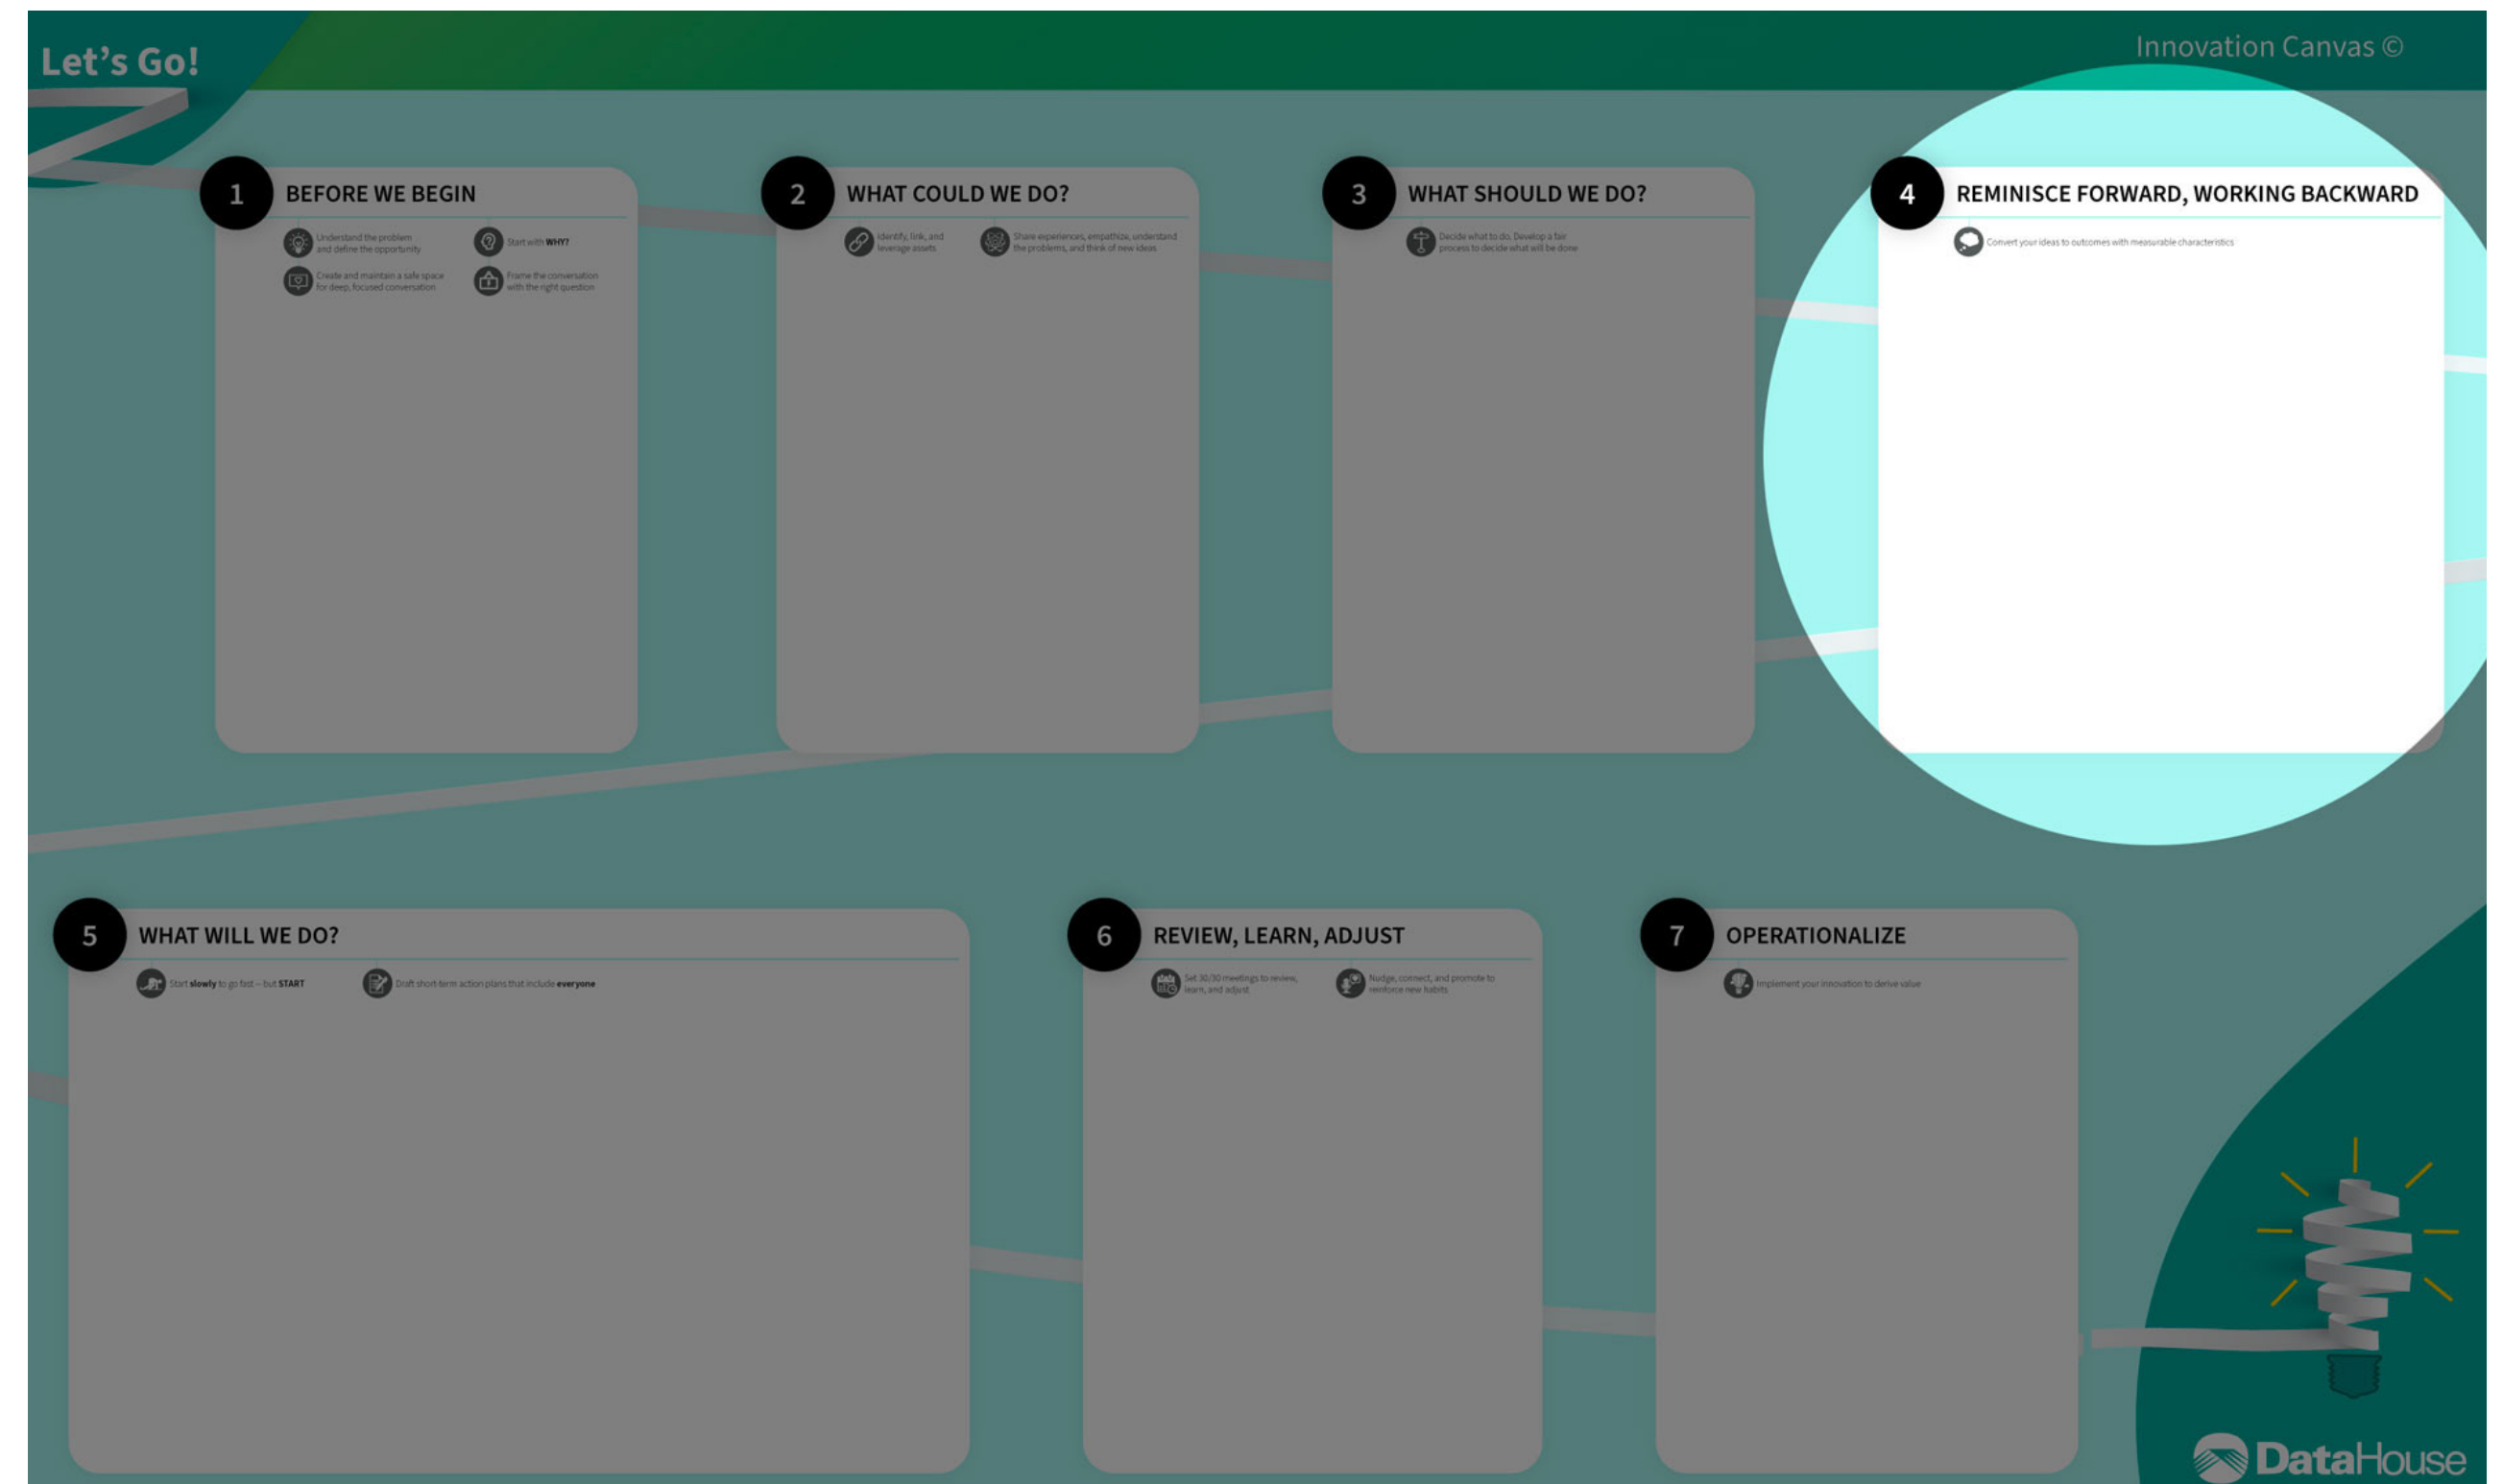 Let's Go!
Innovation Canvas ©
1
BEFORE WE BEGIN
Understand the problem
and define the opportunity
Start with WHY?
Create and maintain a safe space
for deep, focused conversation
Frame the conversation
with the right question
2
WHAT COULD WE DO?
Identify, link, and
leverage assets
Share experiences, empathize, understand
the problems, and think of new ideas
3
WHAT SHOULD WE DO?
Decide what to do. Develop a fair
process to decide what will be done
4
REMINISCE FORWARD, WORKING BACKWARD
Convert your ideas to outcomes with measurable characteristics
5
WHAT WILL WE DO?
Start slowly to go fast – but START
Draft short-term action plans that include everyone
6
REVIEW, LEARN, ADJUST
Set 30/30 meetings to review,
learn, and adjust
Nudge, connect, and promote to
reinforce new habits
7
OPERATIONALIZE
Implement your innovation to derive value
DataHouse